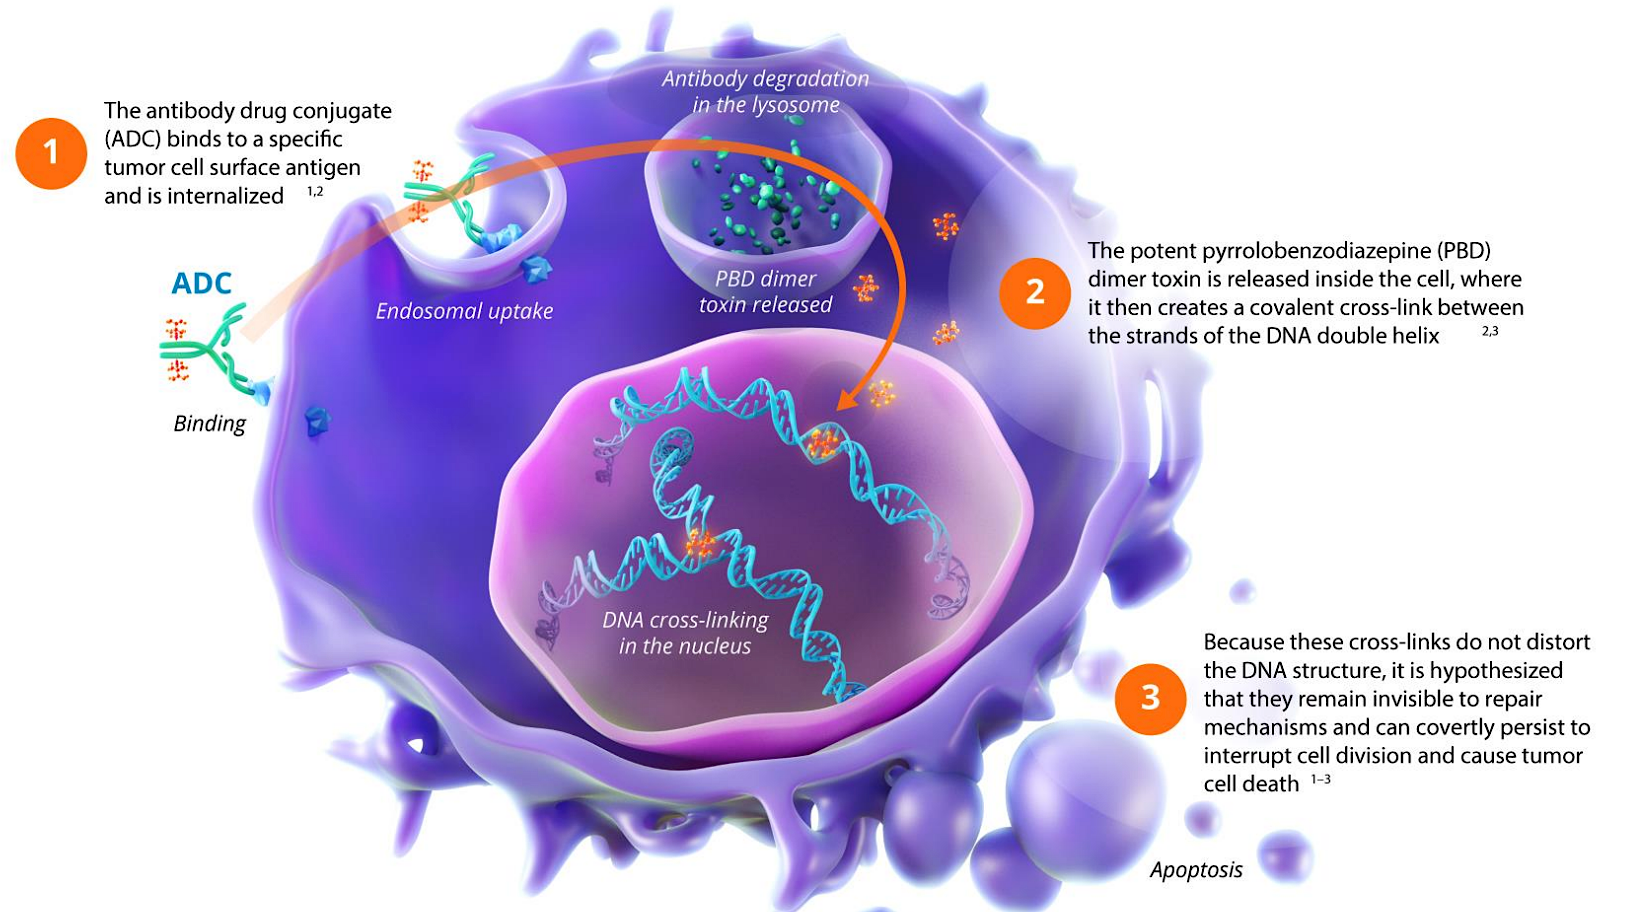 1
The antibody drug conjugate
(ADC) binds to a specific
tumor cell surface antigen
and is internalized 1,2
ADC
Binding
Endosomal uptake
Antibody degradation
in the lysosome
PBD dimer
toxin released
2
The potent pyrrolobenzodiazepine (PBD)
dimer toxin is released inside the cell, where
it then creates a covalent cross-link between
the strands of the DNA double helix 2,3
DNA cross-linking
in the nucleus
3
Because these cross-links do not distort
the DNA structure, it is hypothesized
that they remain invisible to repair
mechanisms and can covertly persist to
interrupt cell division and cause tumor
cell death 1–3
Apoptosis